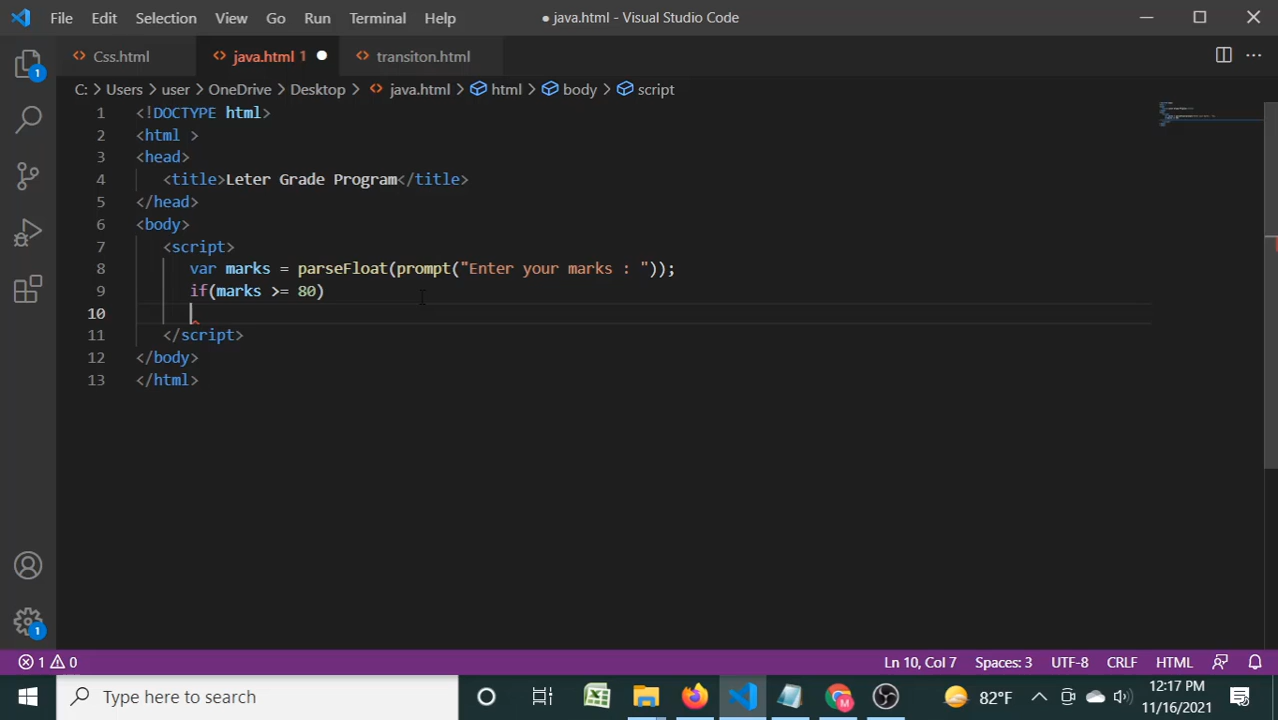 File Edit Selection View Go Run Terminal Help
● java.html - Visual Studio Code
Css.html
java.html 1 ●
transiton.html
C: > Users > user > OneDrive > Desktop > java.html > html > body > script
1 <!DOCTYPE html>
2 <html >
3 <head>
4 <title>Leter Grade Program</title>
5 </head>
6 <body>
7 <script>
8 var marks = parseFloat(prompt("Enter your marks : "));
9 if(marks >= 80)
10
11 </script>
12 </body>
13 </html>
1
1
1 0
Ln 10, Col 7 Spaces: 3 UTF-8 CRLF HTML
Type here to search
82°F
12:17 PM
11/16/2021